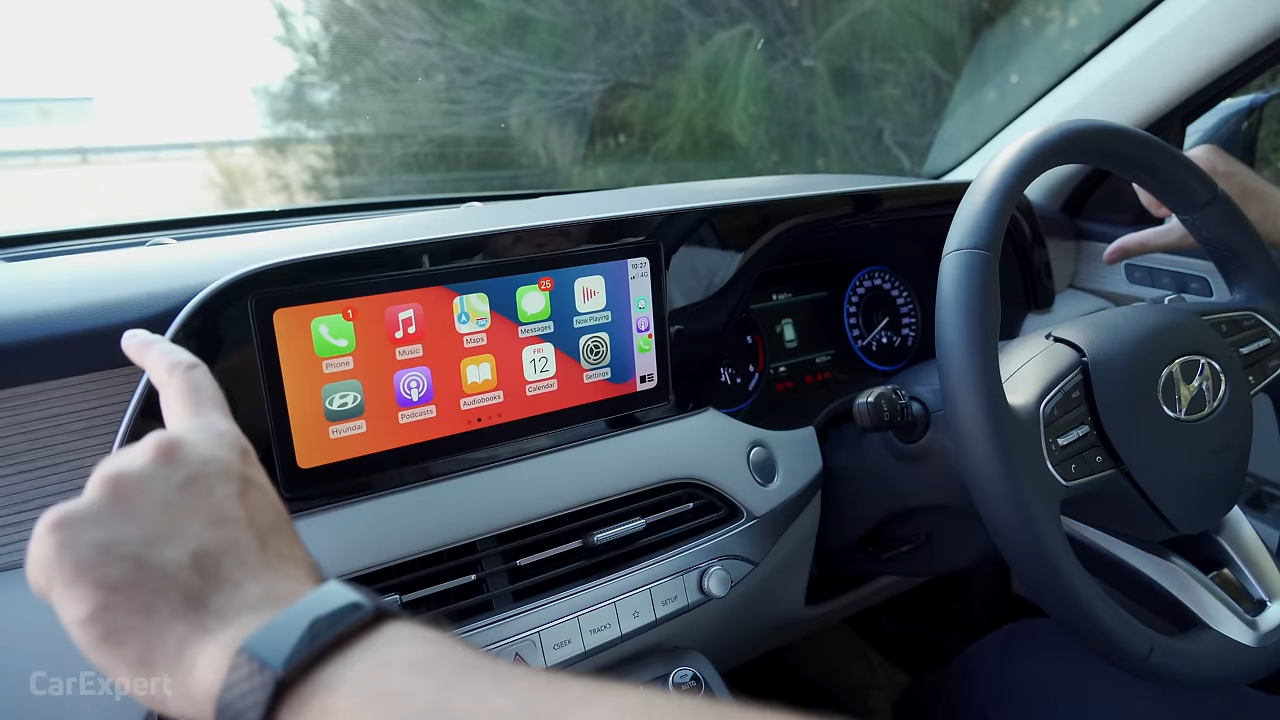 10:27
4G
1
25
Phone
Music
Maps
Messages
Now Playing
FRI
12
Hyundai
Podcasts
Audiobooks
Calendar
Settings
<SEEK
TRACK>
☆
SETUP
AUTO
CarExpert